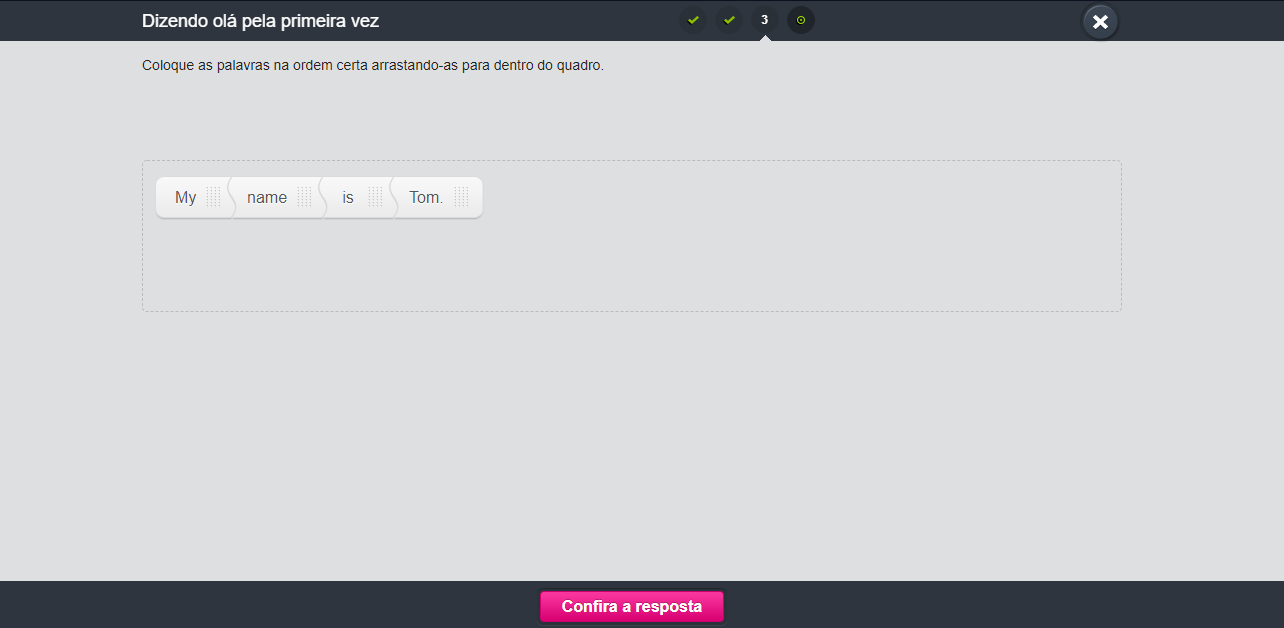 Dizendo olá pela primeira vez
3
Coloque as palavras na ordem certa arrastando-as para dentro do quadro.
My name is Tom.
Confira a resposta